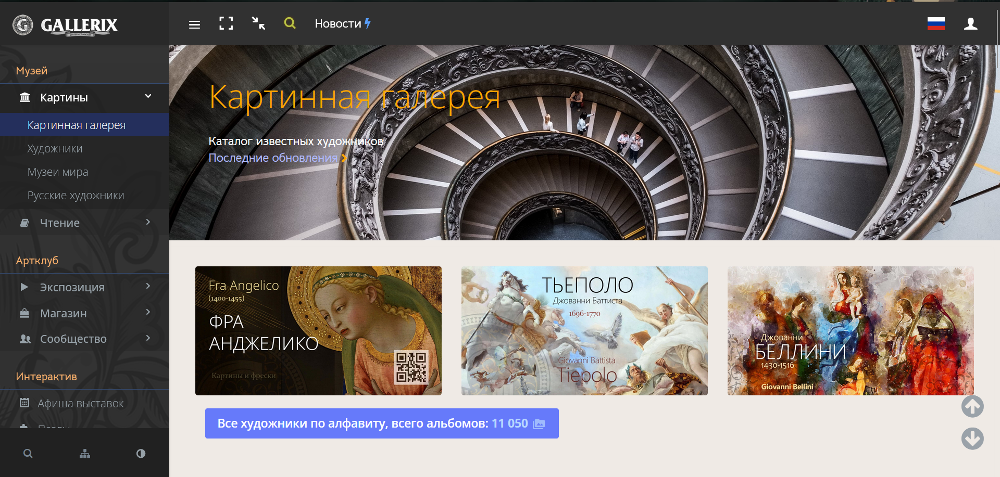 GALLERIX
ИНТЕРНЕТ-МУЗЕЙ
Новости
Музей
Картины
Картинная галерея
Художники
Музеи мира
Русские художники
Чтение
Артклуб
Экспозиция
Магазин
Сообщество
Интерактив
Афиша выставок
Картинная галерея
Каталог известных художников
Последние обновления
Fra Angelico
(1400-1455)
ФРА
АНДЖЕЛИКО
Картины и фрески
ТЬЕПОЛО
Джованни Баттиста
1696-1770
Giovanni Battista
Tiepolo
Джованни
БЕЛЛИНИ
1430-1516
Giovanni Bellini
Все художники по алфавиту, всего альбомов: 11 050